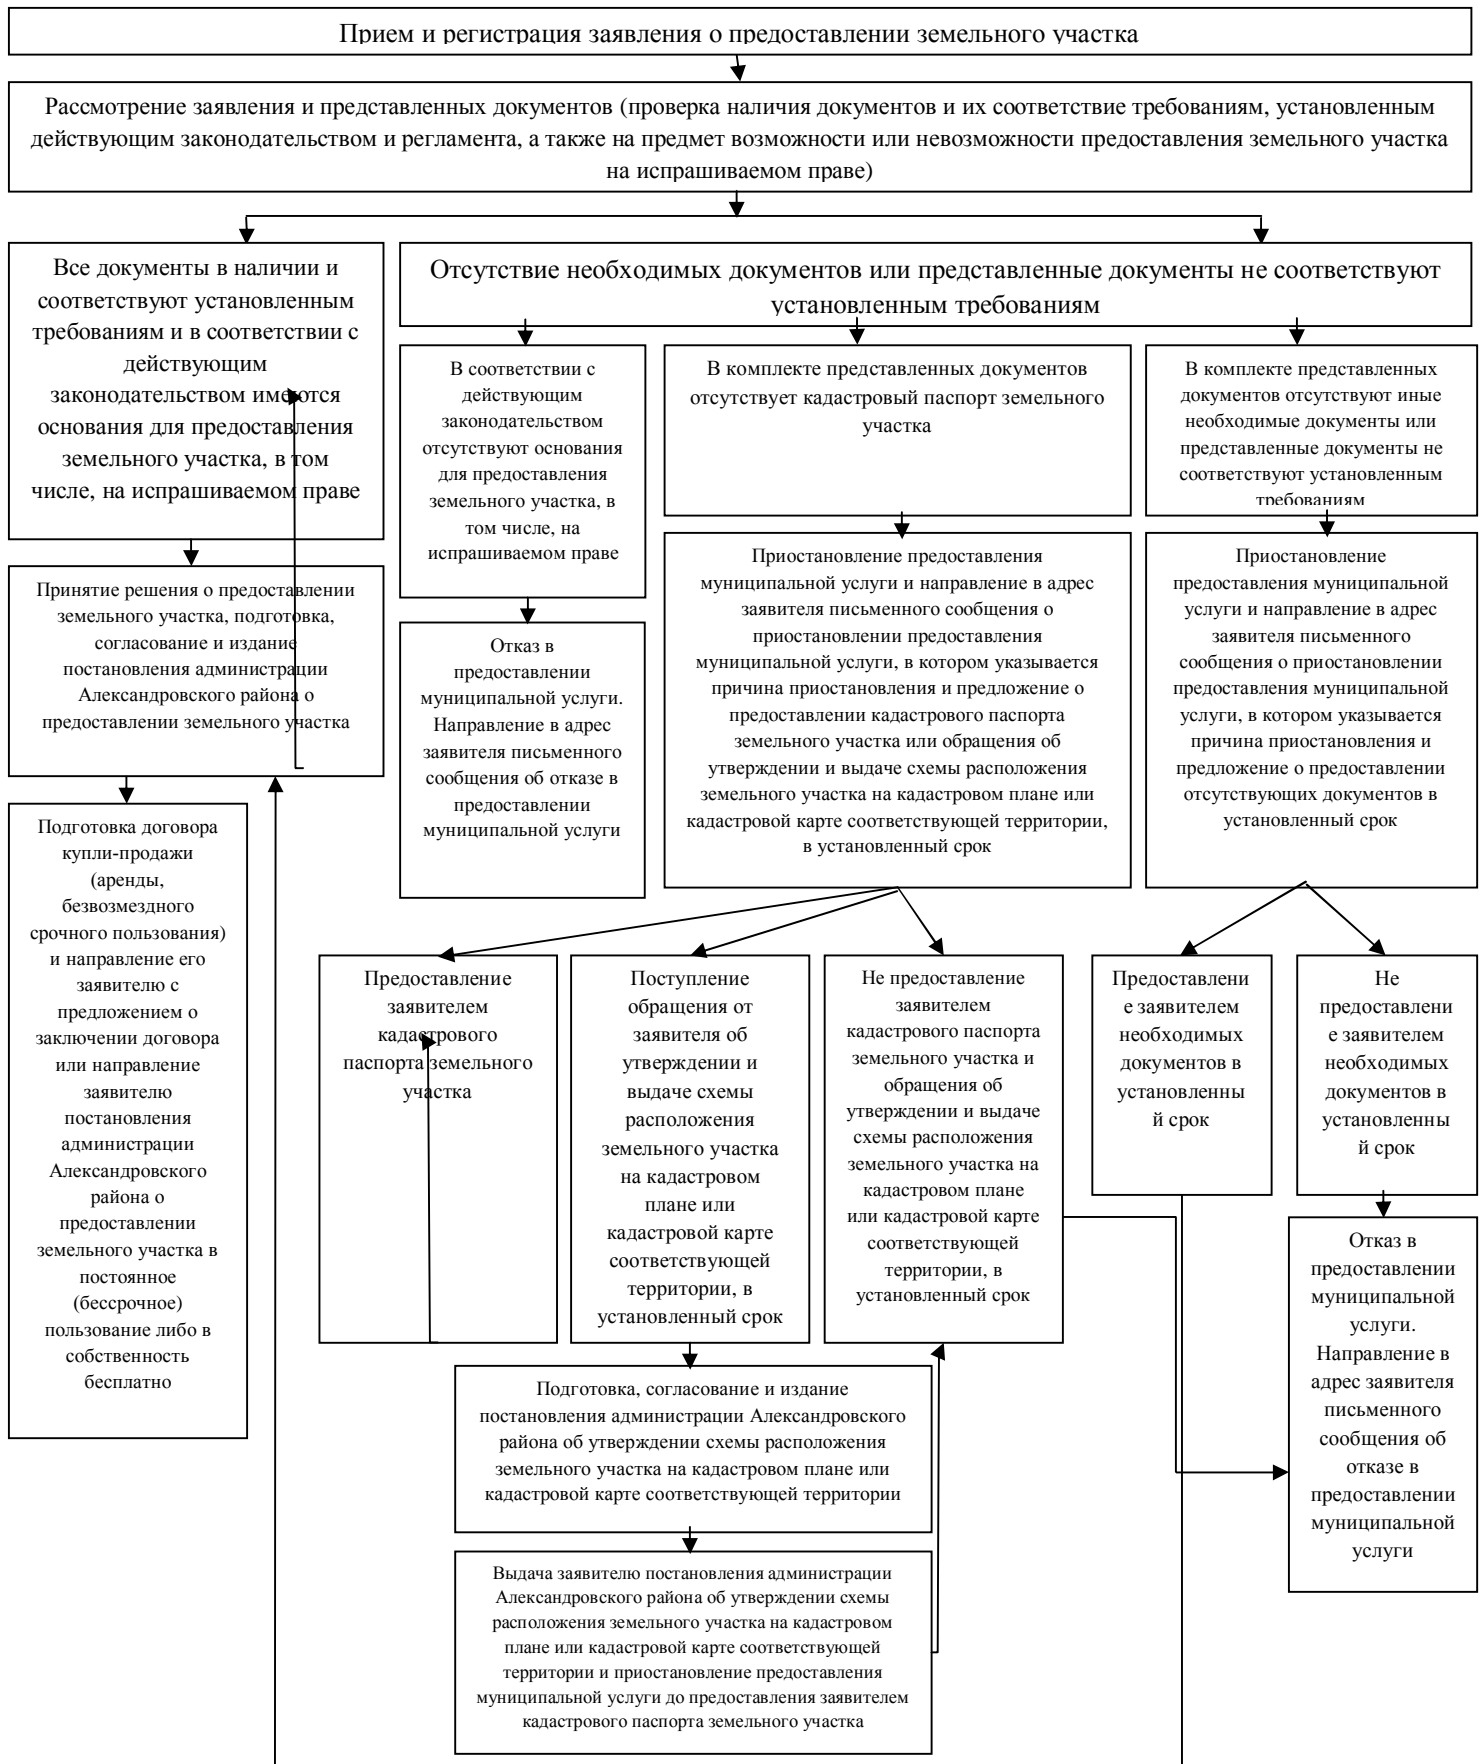 Прием и регистрация заявления о предоставлении земельного участка
Рассмотрение заявления и представленных документов (проверка наличия документов и их соответствие требованиям, установленным
действующим законодательством и регламента, а также на предмет возможности или невозможности предоставления земельного участка
на испрашиваемом праве)
Все документы в наличии и
соответствуют установленным
требованиям и в соответствии с
действующим
законодательством имеются
основания для предоставления
земельного участка, в том
числе, на испрашиваемом праве
Отсутствие необходимых документов или представленные документы не соответствуют
установленным требованиям
В соответствии с
действующим
законодательством
отсутствуют основания
для предоставления
земельного участка, в
том числе, на
испрашиваемом праве
В комплекте представленных документов
отсутствует кадастровый паспорт земельного
участка
В комплекте представленных
документов отсутствуют иные
необходимые документы или
представленные документы не
соответствуют установленным
требованиям
Принятие решения о предоставлении
земельного участка, подготовка,
согласование и издание
постановления администрации
Александровского района о
предоставлении земельного участка
Отказ в
предоставлении
муниципальной услуги.
Направление в адрес
заявителя письменного
сообщения об отказе в
предоставлении
муниципальной услуги
Приостановление предоставления
муниципальной услуги и направление в адрес
заявителя письменного сообщения о
приостановлении предоставления
муниципальной услуги, в котором указывается
причина приостановления и предложение о
предоставлении кадастрового паспорта
земельного участка или обращения об
утверждении и выдаче схемы расположения
земельного участка на кадастровом плане или
кадастровой карте соответствующей территории,
в установленный срок
Приостановление
предоставления муниципальной
услуги и направление в адрес
заявителя письменного
сообщения о приостановлении
предоставления муниципальной
услуги, в котором указывается
причина приостановления и
предложение о предоставлении
отсутствующих документов в
установленный срок
Подготовка договора
купли-продажи
(аренды,
безвозмездного
срочного пользования)
и направление его
заявителю с
предложением о
заключении договора
или направление
заявителю
постановления
администрации
Александровского
района о
предоставлении
земельного участка в
постоянное
(бессрочное)
пользование либо в
собственность
бесплатно
Предоставление
заявителем
кадастрового
паспорта земельного
участка
Поступление
обращения от
заявителя об
утверждении и
выдаче схемы
расположения
земельного участка
на кадастровом
плане или
кадастровой карте
соответствующей
территории, в
установленный срок
Не предоставление
заявителем
кадастрового паспорта
земельного участка и
обращения об
утверждении и выдаче
схемы расположения
земельного участка на
кадастровом плане
или кадастровой карте
соответствующей
территории, в
установленный срок
Предоставлени
е заявителем
необходимых
документов в
установленны
й срок
Не
предоставлени
е заявителем
необходимых
документов в
установленны
й срок
Отказ в
предоставлении
муниципальной
услуги.
Направление в
адрес заявителя
письменного
сообщения об
отказе в
предоставлении
муниципальной
услуги
Подготовка, согласование и издание
постановления администрации Александровского
района об утверждении схемы расположения
земельного участка на кадастровом плане или
кадастровой карте соответствующей территории
Выдача заявителю постановления администрации
Александровского района об утверждении схемы
расположения земельного участка на кадастровом
плане или кадастровой карте соответствующей
территории и приостановление предоставления
муниципальной услуги до предоставления заявителем
кадастрового паспорта земельного участка